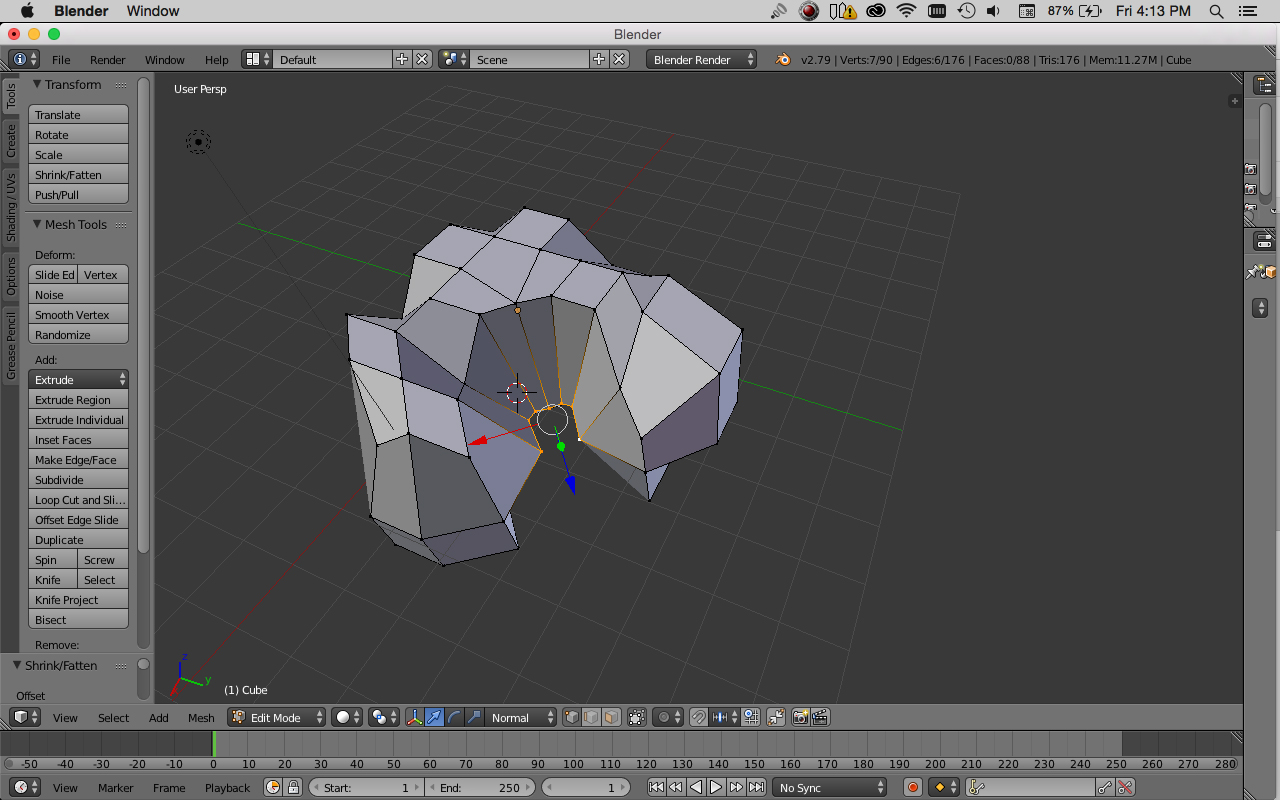 Blender Window 87% Fri 4:13 PM
Blender
File Render Window Help Default Scene Blender Render v2.79 | Verts:7/90 | Edges:6/176 | Faces:0/88 | Tris:176 | Mem:11.27M | Cube
Tools
Create
Shading / UVs
Options
Grease Pencil
Transform
Translate
Rotate
Scale
Shrink/Fatten
Push/Pull
Mesh Tools
Deform:
Slide Ed Vertex
Noise
Smooth Vertex
Randomize
Add:
Extrude
Extrude Region
Extrude Individual
Inset Faces
Make Edge/Face
Subdivide
Loop Cut and Sli...
Offset Edge Slide
Duplicate
Spin Screw
Knife Select
Knife Project
Bisect
Remove:
Shrink/Fatten
Offset
User Persp
z
y
(1) Cube
View Select Add Mesh Edit Mode Normal
-50 -40 -30 -20 -10 0 10 20 30 40 50 60 70 80 90 100 110 120 130 140 150 160 170 180 190 200 210 220 230 240 250 260 270 280
View Marker Frame Playback Start: 1 End: 250 1 No Sync